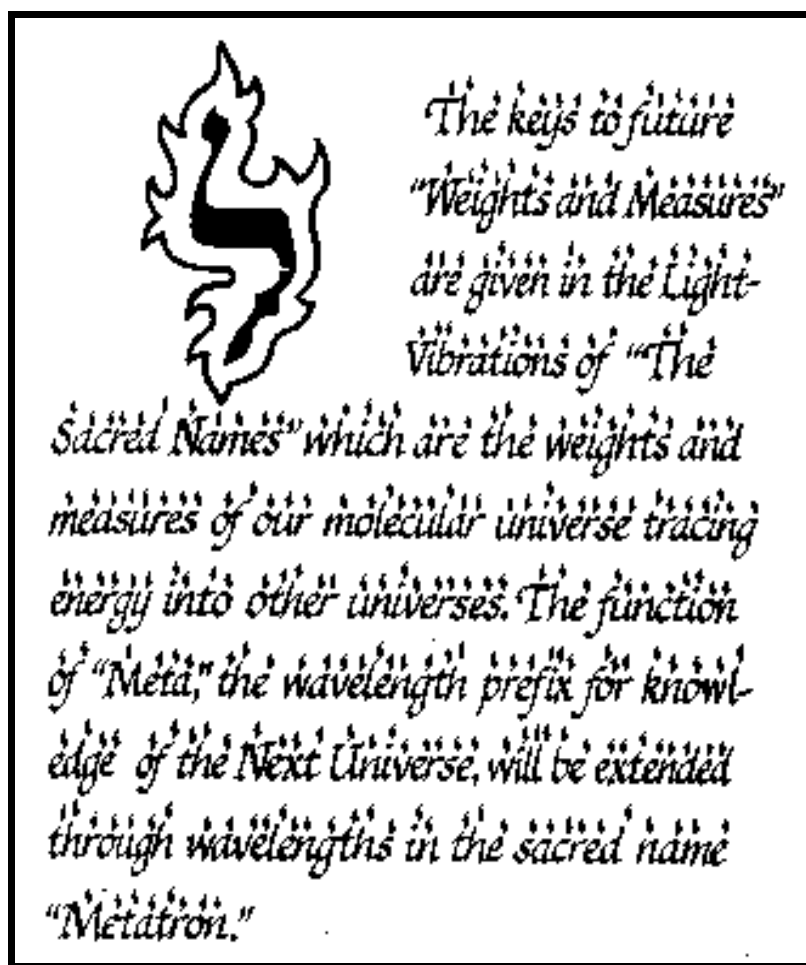 ל
The keys to future
"Weights and Measures"
are given in the Light-
Vibrations of "'The
Sacred Names" which are the weights and
measures of our molecular universe tracing
energy into other universes. The function
of "Meta," the wavelength prefix for knowl-
edge of the Next Universe, will be extended
through wavelengths in the sacred name
"Metatron."